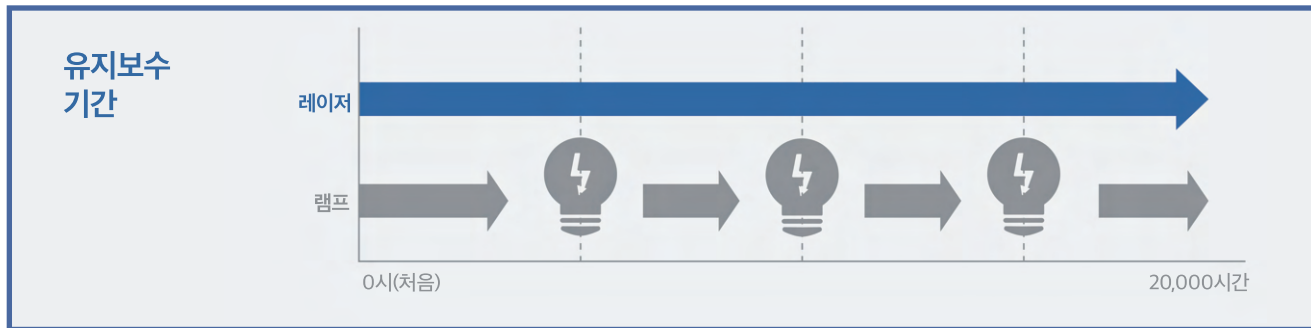 유지보수
기간
레이저
램프
0시(처음)
20,000시간